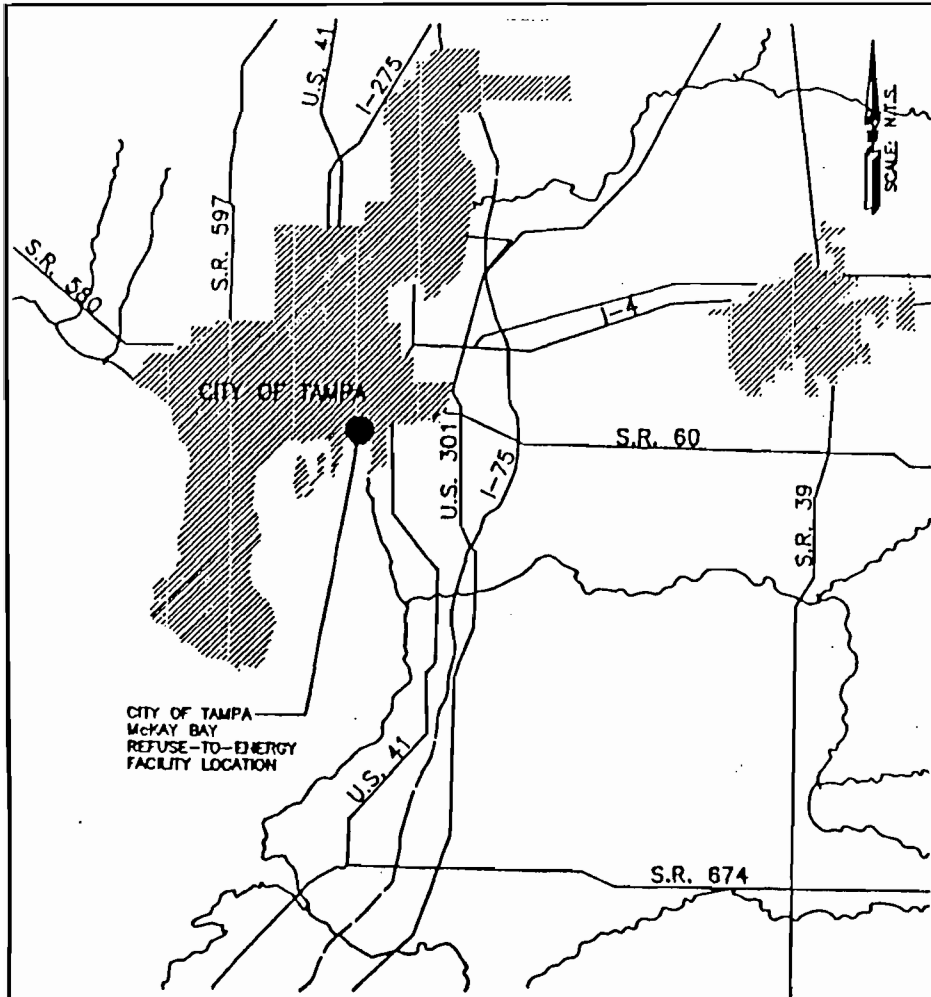 U.S. 41
I-275
SCALE: N.T.S.
S.R. 597
S.R. 580
I-4
CITY OF TAMPA
U.S. 301
S.R. 60
I-75
S.R. 39
CITY OF TAMPA
McKAY BAY
REFUSE-TO-ENERGY
FACILITY LOCATION
U.S. 41
S.R. 674